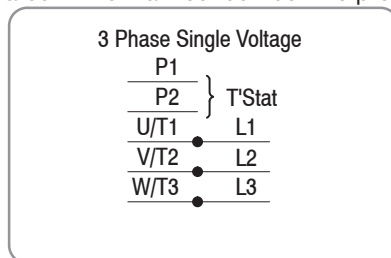 3 Phase Single Voltage
P1
P2 T'Stat
U/T1 L1
V/T2 L2
W/T3 L3